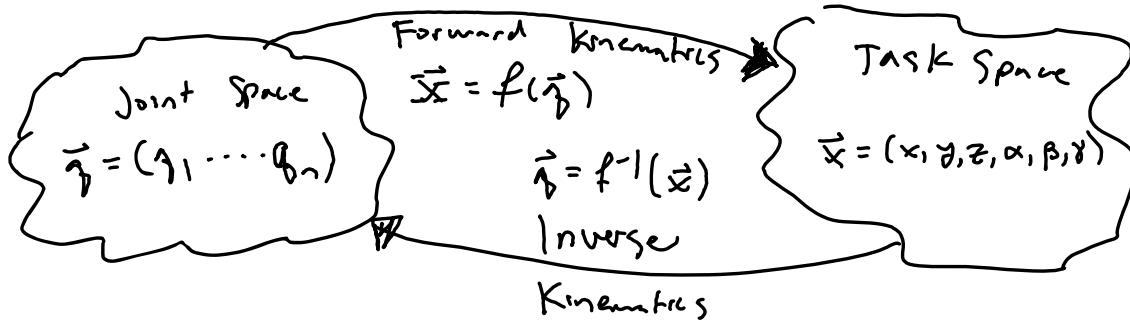 Forward Kinematics
x⃗ = f(q⃗)
Joint Space
q⃗ = (q₁, ..... qₙ)
Task Space
x⃗ = (x, y, z, α, β, γ)
q⃗ = f⁻¹(x⃗)
Inverse
Kinematics